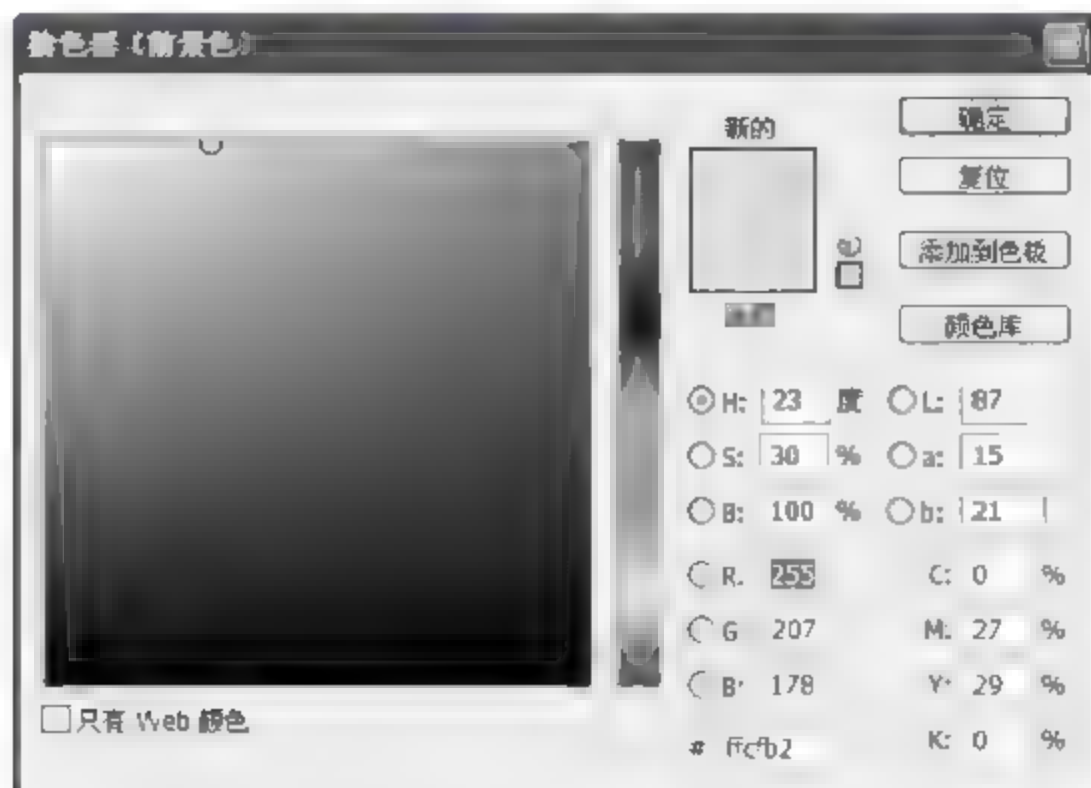 拾色器（前景色）
新的
确定
复位
添加到色板
颜色库
H: 23 度 L: 87
S: 30 % a: 15
B: 100 % b: 21
R: 255 C: 0 %
G: 207 M: 27 %
B: 178 Y: 29 %
只有 Web 颜色
# ffcfb2 K: 0 %